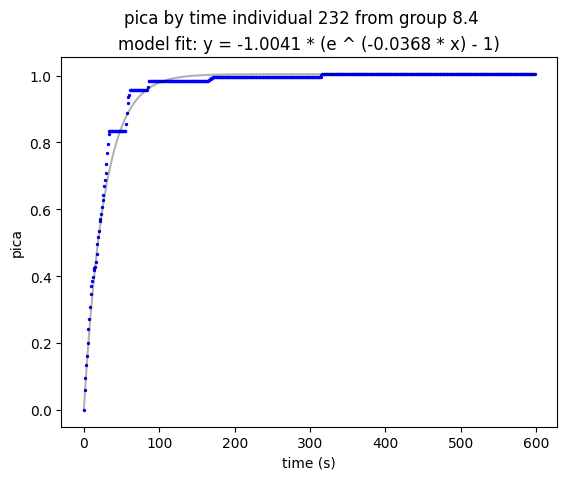 pica by time individual 232 from group 8.4
model fit: y = -1.0041 * (e ^ (-0.0368 * x) - 1)
1.0
0.8
0.6
0.4
0.2
0.0
pica
0 100 200 300 400 500 600
time (s)